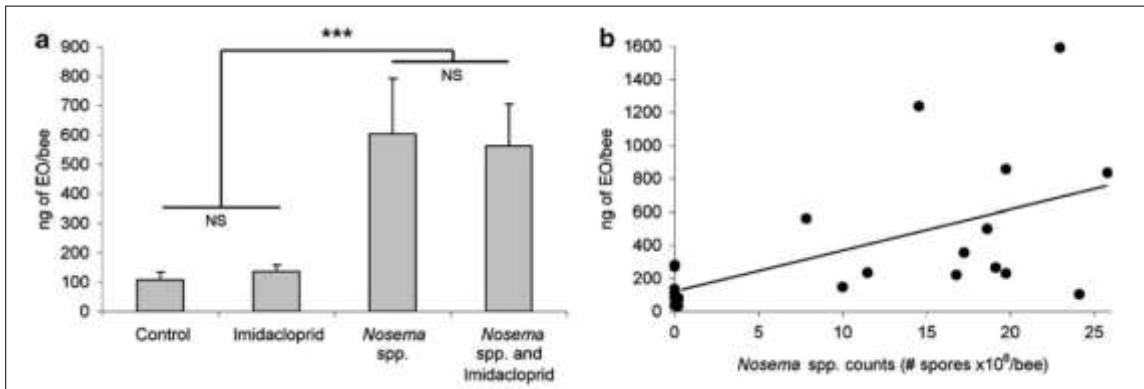 a
***
900
800
NS
700
600
500
400
300
NS
200
100
0
ng of EO/bee
Control
Imidacloprid
Nosema
spp.
Nosema
spp. and
Imidacloprid
b
1600
1400
1200
1000
800
600
400
200
0
ng of EO/bee
0
5
10
15
20
25
Nosema spp. counts (# spores x10⁶/bee)